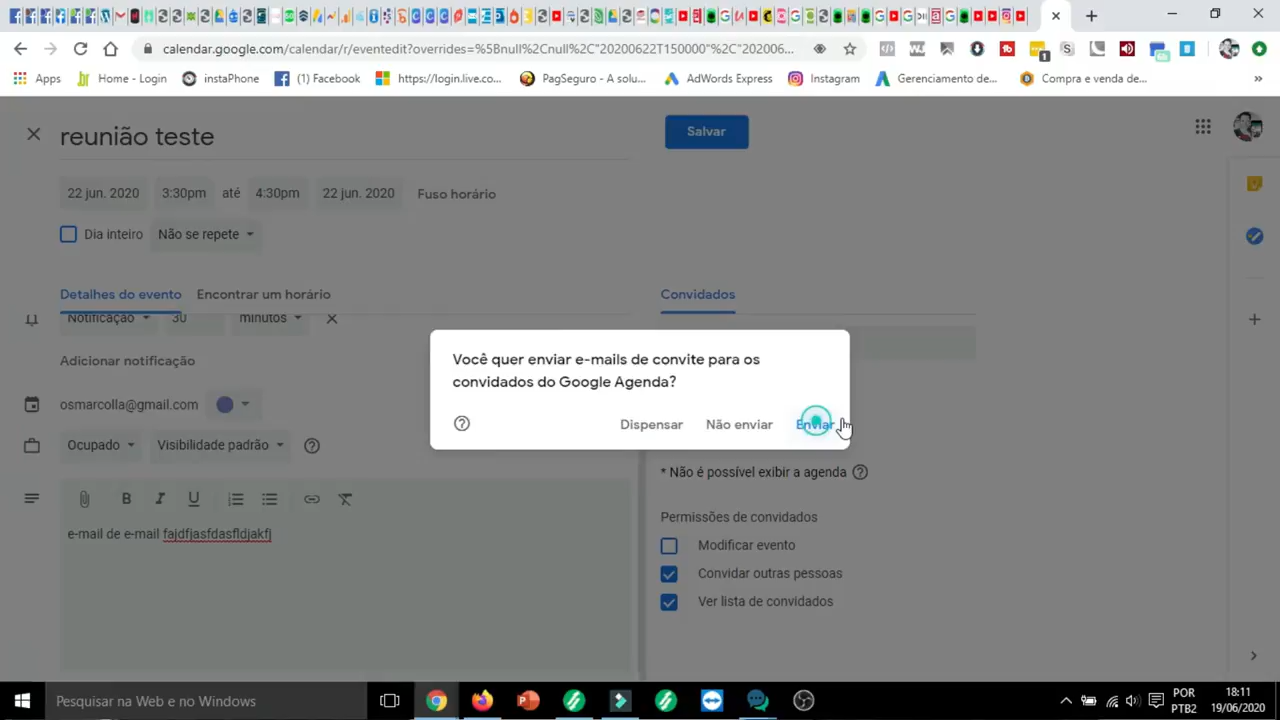 calendar.google.com/calendar/r/eventedit?overrides=%5Bnull%2Cnull%2C"20200622T150000"%2C"202006...
Apps
Home - Login
instaPhone
(1) Facebook
https://login.live.co...
PagSeguro - A solu...
AdWords Express
Instagram
Gerenciamento de...
Compra e venda de...
»
reunião teste
Salvar
22 jun. 2020 3:30pm até 4:30pm 22 jun. 2020 Fuso horário
Dia inteiro Não se repete
Detalhes do evento Encontrar um horário
Convidados
Notificação 30 minutos
Adicionar notificação
Você quer enviar e-mails de convite para os
convidados do Google Agenda?
Dispensar Não enviar Enviar
osmarcolla@gmail.com
Ocupado Visibilidade padrão
B I U
e-mail de e-mail fajdfjasfdasfldjakfj
* Não é possível exibir a agenda
Permissões de convidados
Modificar evento
Convidar outras pessoas
Ver lista de convidados
Pesquisar na Web e no Windows
POR
PTB2
18:11
19/06/2020